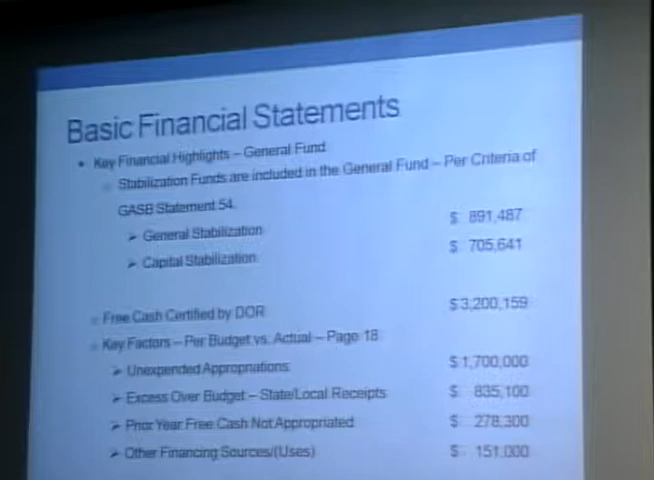 Basic Financial Statements
• Key Financial Highlights – General Fund
Stabilization Funds are included in the General Fund – Per Criteria of
GASB Statement 54.
➢ General Stabilization $ 891,487
➢ Capital Stabilization $ 705,641
Free Cash Certified by DOR $3,200,159
Key Factors – Per Budget vs. Actual – Page 18
➢ Unexpended Appropriations $1,700,000
➢ Excess Over Budget – State/Local Receipts $ 835,100
➢ Prior Year Free Cash Not Appropriated $ 278,300
➢ Other Financing Sources/(Uses) $ 151,000